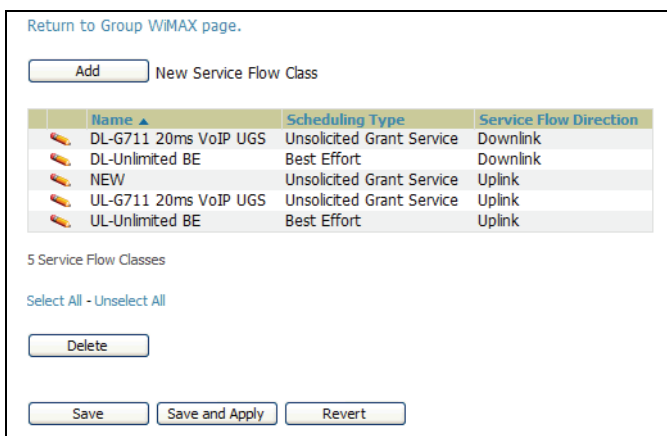 Return to Group WiMAX page.
Add New Service Flow Class
Name ▲ Scheduling Type Service Flow Direction
DL-G711 20ms VoIP UGS Unsolicited Grant Service Downlink
DL-Unlimited BE Best Effort Downlink
NEW Unsolicited Grant Service Uplink
UL-G711 20ms VoIP UGS Unsolicited Grant Service Uplink
UL-Unlimited BE Best Effort Uplink
5 Service Flow Classes
Select All - Unselect All
Delete
Save Save and Apply Revert